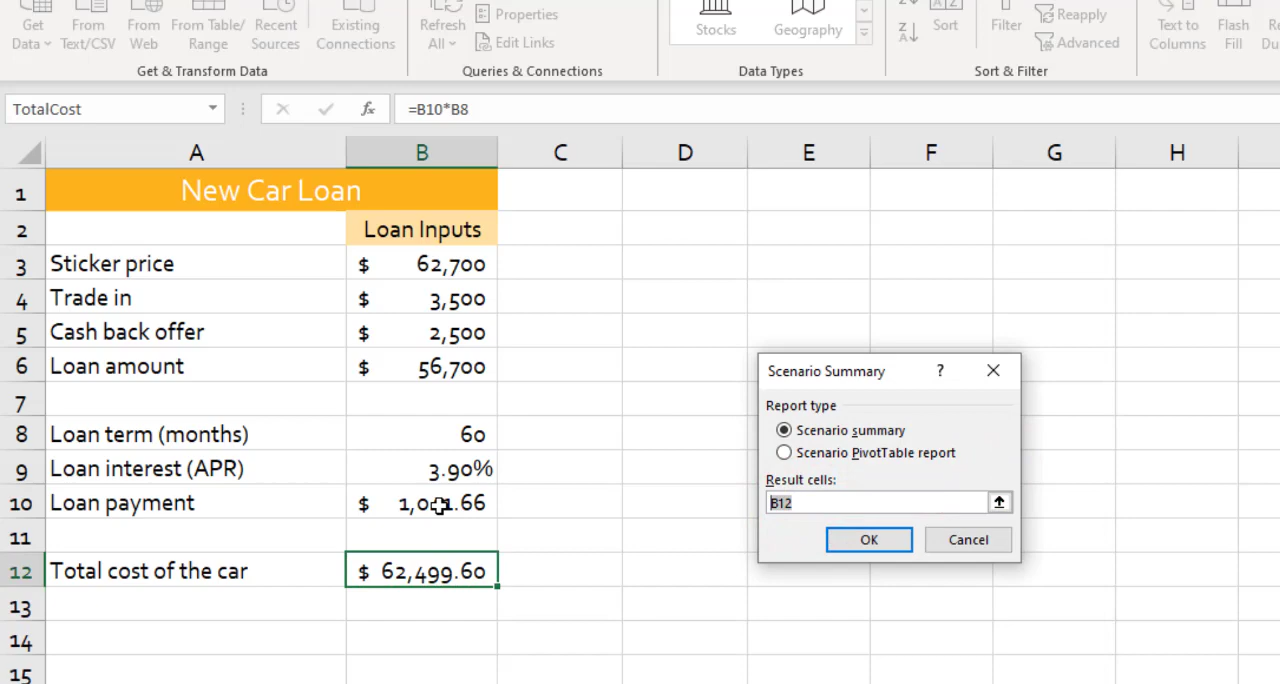 Get Data
From Text/CSV
From Web
From Table/ Range
Recent Sources
Existing Connections
Refresh All
Properties
Edit Links
Stocks
Geography
Sort
Filter
Reapply
Advanced
Text to Columns
Flash Fill
Get & Transform Data
Queries & Connections
Data Types
Sort & Filter
TotalCost
fx
=B10*B8
A B C D E F G H
1 New Car Loan
2 Loan Inputs
3 Sticker price $ 62,700
4 Trade in $ 3,500
5 Cash back offer $ 2,500
6 Loan amount $ 56,700
7
8 Loan term (months) 60
9 Loan interest (APR) 3.90%
10 Loan payment $
11
12 Total cost of the car $ 62,499.60
13
14
15
Scenario Summary ?
Report type
Scenario summary
Scenario PivotTable report
Result cells:
B12
OK Cancel